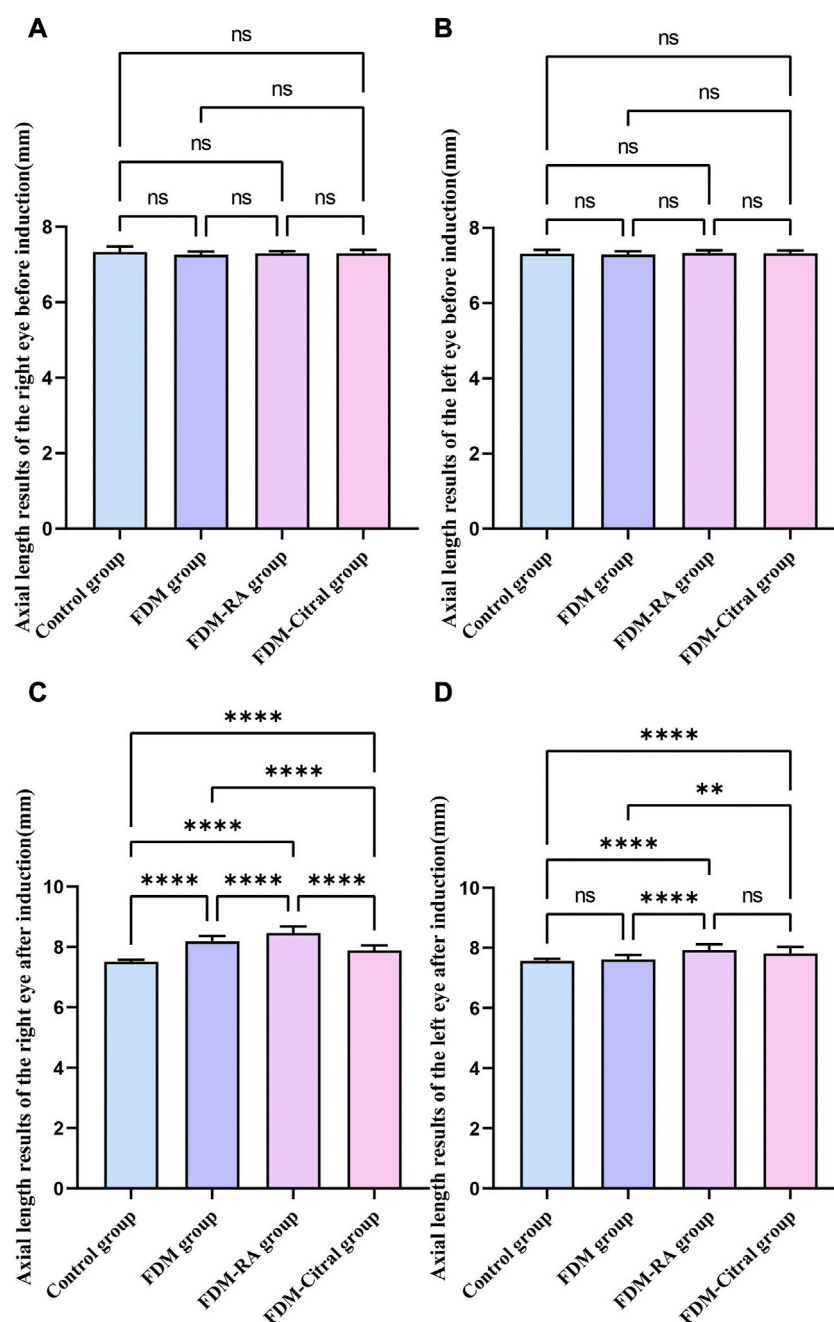 A
Axial length results of the right eye before induction(mm)
ns
ns
ns
ns
ns
ns
8
6
4
2
0
Control group
FDM group
FDM-RA group
FDM-Citral group
B
Axial length results of the left eye before induction(mm)
ns
ns
ns
ns
ns
ns
8
6
4
2
0
Control group
FDM group
FDM-RA group
FDM-Citral group
C
Axial length results of the right eye after induction(mm)
****
****
****
****
****
****
10
8
6
4
2
0
Control group
FDM group
FDM-RA group
FDM-Citral group
D
Axial length results of the left eye after induction(mm)
****
**
****
ns
****
ns
10
8
6
4
2
0
Control group
FDM group
FDM-RA group
FDM-Citral group